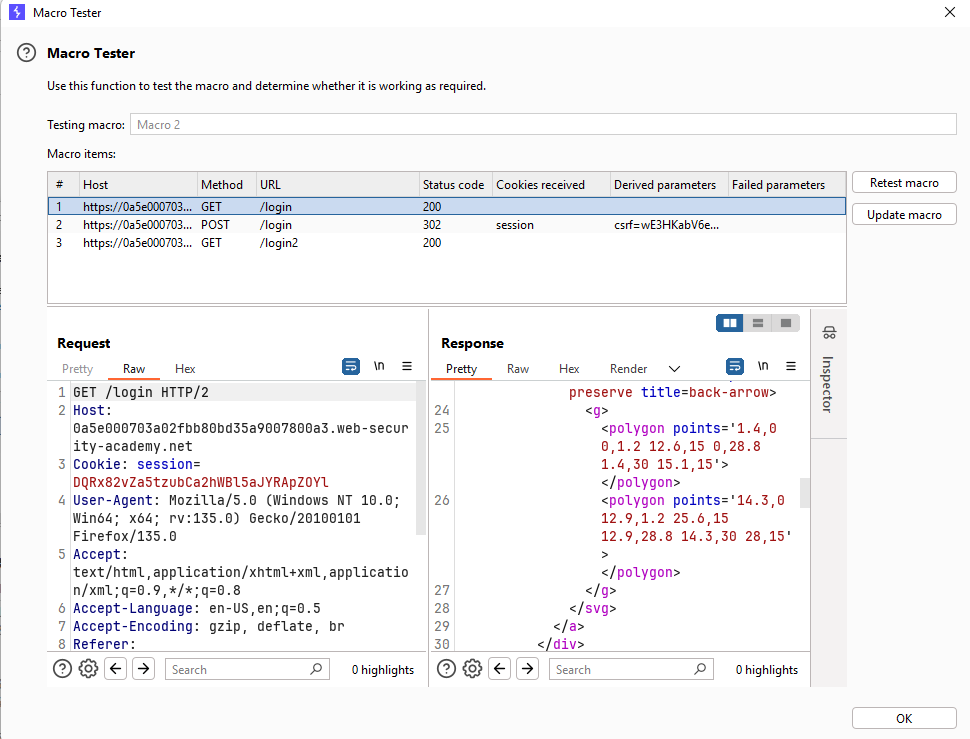 Macro Tester
Macro Tester
Use this function to test the macro and determine whether it is working as required.
Testing macro: Macro 2
Macro items:
# Host Method URL Status code Cookies received Derived parameters Failed parameters
1 https://0a5e000703... GET /login 200
2 https://0a5e000703... POST /login 302 session csrf=wE3HKabV6e...
3 https://0a5e000703... GET /login2 200
Retest macro
Update macro
Request
Pretty Raw Hex \n
1 GET /login HTTP/2
2 Host:
0a5e000703a02fbb80bd35a9007800a3.web-secur
ity-academy.net
3 Cookie: session=
DQRx82vZa5tzubCa2hWBl5aJYRApZOYl
4 User-Agent: Mozilla/5.0 (Windows NT 10.0;
Win64; x64; rv:135.0) Gecko/20100101
Firefox/135.0
5 Accept:
text/html,application/xhtml+xml,applicatio
n/xml;q=0.9,*/*;q=0.8
6 Accept-Language: en-US,en;q=0.5
7 Accept-Encoding: gzip, deflate, br
8 Referer:
Search
0 highlights
Response
Pretty Raw Hex Render \n
preserve title=back-arrow>
24 <g>
25 <polygon points='1.4,0
0,1.2 12.6,15 0,28.8
1.4,30 15.1,15'>
</polygon>
26 <polygon points='14.3,0
12.9,1.2 25.6,15
12.9,28.8 14.3,30 28,15'
>
</polygon>
27 </g>
28 </svg>
29 </a>
30 </div>
Search
0 highlights
Inspector
OK